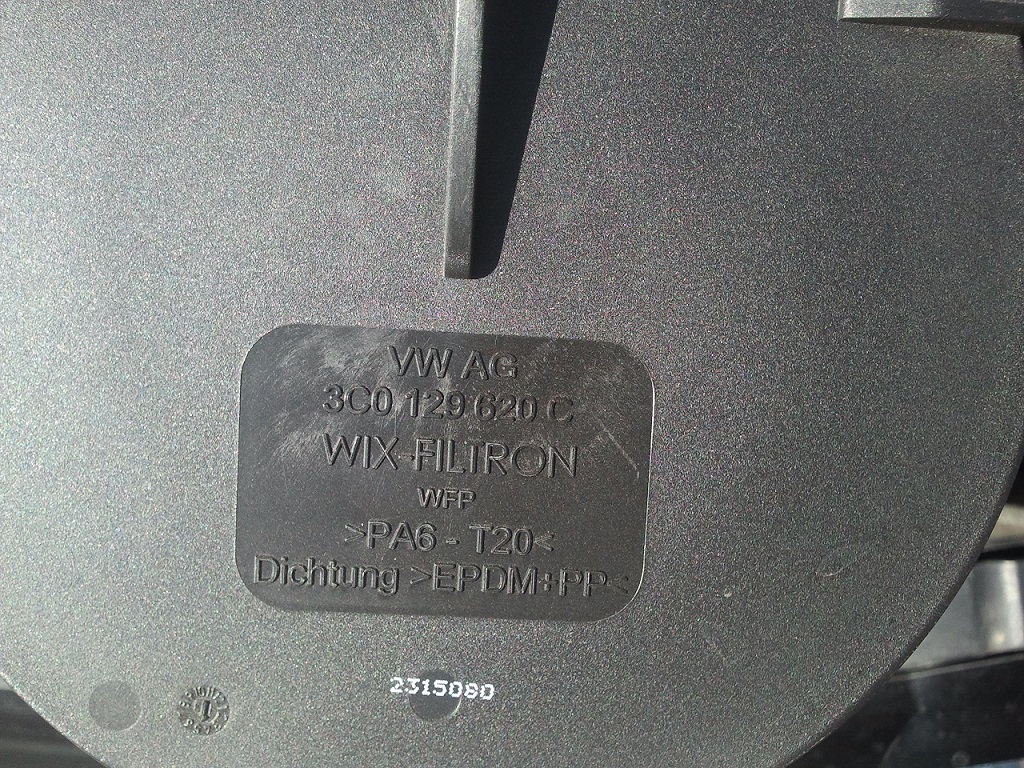 VW AG
3C0 129 620 C
WIX-FILTRON
WFP
>PA6 - T20<
Dichtung >EPDM+PP<
2315080